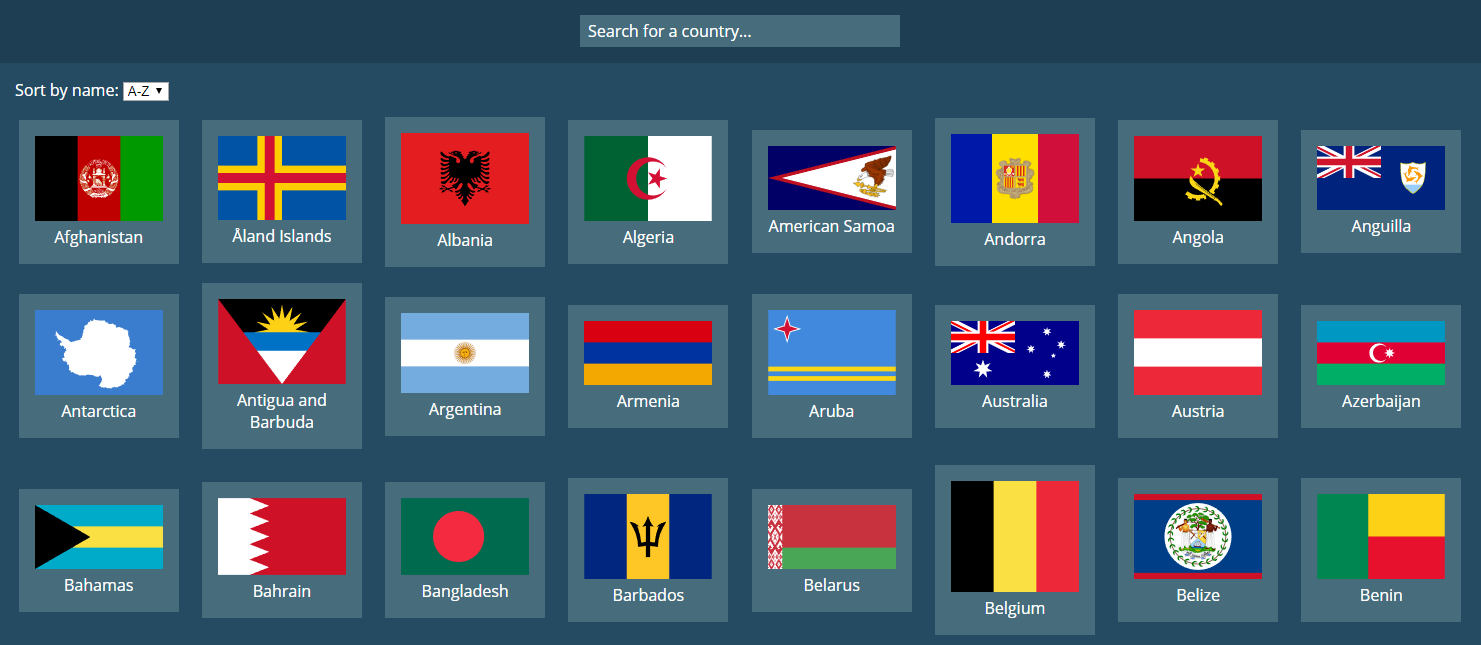 Search for a country...
Sort by name: A-Z
Afghanistan
Åland Islands
Albania
Algeria
American Samoa
Andorra
Angola
Anguilla
Antarctica
Antigua and
Barbuda
Argentina
Armenia
Aruba
Australia
Austria
Azerbaijan
Bahamas
Bahrain
Bangladesh
Barbados
Belarus
Belgium
Belize
Benin